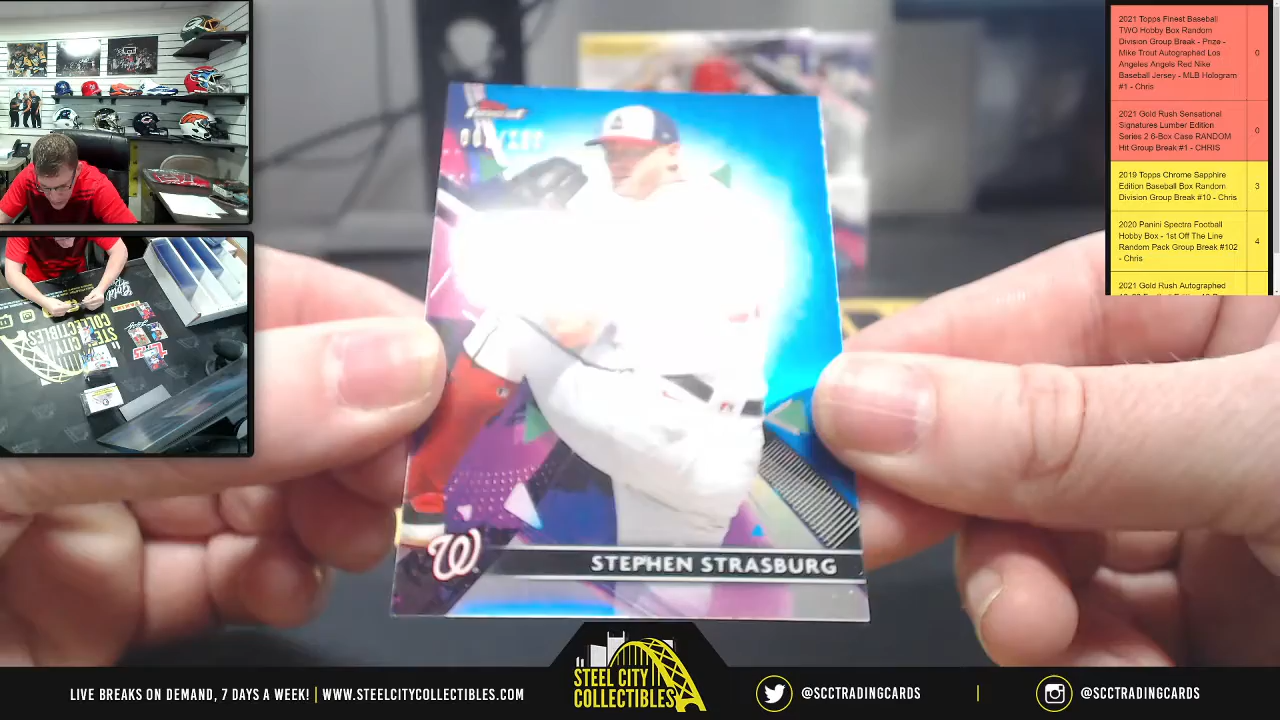 2021 Topps Finest Baseball
TWO Hobby Box Random
Division Group Break - Prize -
Mike Trout Autographed Los
Angeles Angels Red Nike
Baseball Jersey - MLB Hologram
#1 - Chris
0
2021 Gold Rush Sensational
Signatures Lumber Edition
Series 2 6-Box Case RANDOM
Hit Group Break #1 - CHRIS
0
2019 Topps Chrome Sapphire
Edition Baseball Box Random
Division Group Break #10 - Chris
3
2020 Panini Spectra Football
Hobby Box - 1st Off The Line
Random Pack Group Break #102
- Chris
4
2021 Gold Rush Autographed
W
STEPHEN STRASBURG
STEEL CITY
COLLECTIBLES
LIVE BREAKS ON DEMAND, 7 DAYS A WEEK! | WWW.STEELCITYCOLLECTIBLES.COM
STEEL CITY
COLLECTIBLES
@SCCTRADINGCARDS
@SCCTRADINGCARDS